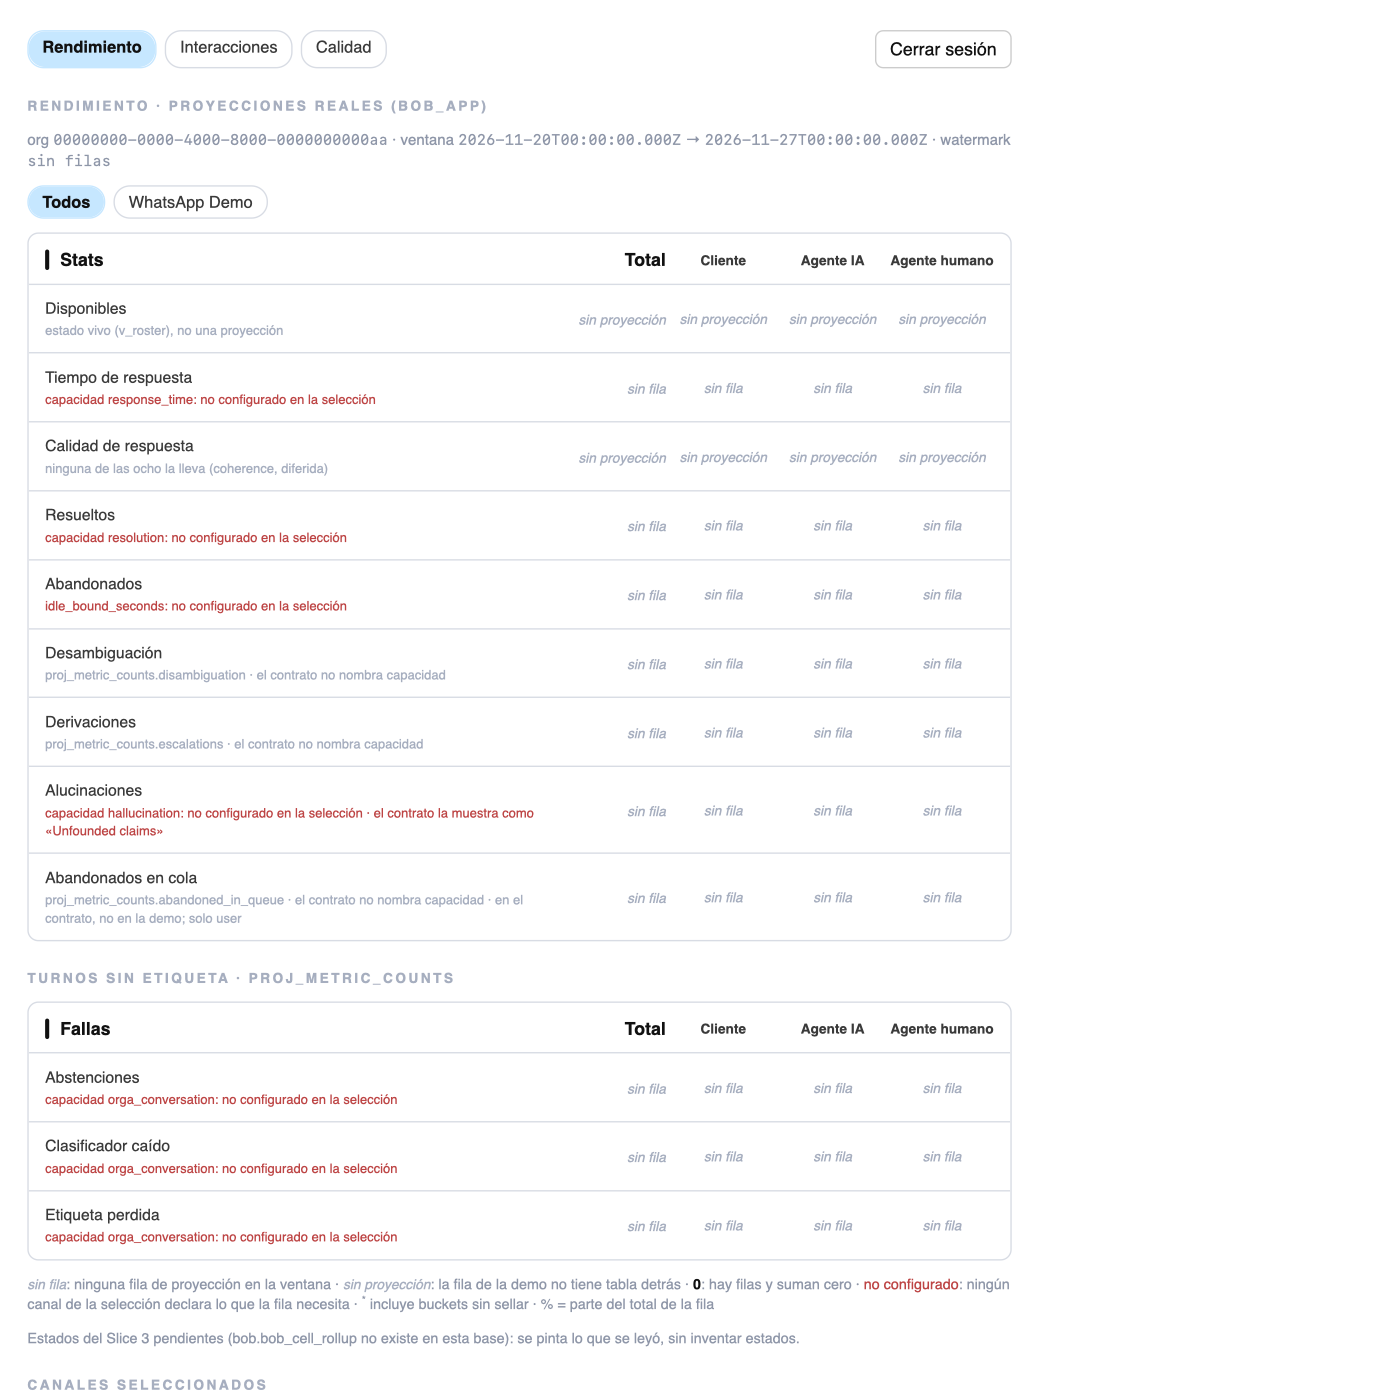 Rendimiento Interacciones Calidad Cerrar sesión
RENDIMIENTO · PROYECCIONES REALES (BOB_APP)
org 00000000-0000-4000-8000-0000000000aa · ventana 2026-11-20T00:00:00.000Z → 2026-11-27T00:00:00.000Z · watermark
sin filas
Todos WhatsApp Demo
Stats Total Cliente Agente IA Agente humano
Disponibles
estado vivo (v_roster), no una proyección
sin proyección sin proyección sin proyección sin proyección
Tiempo de respuesta
capacidad response_time: no configurado en la selección
sin fila sin fila sin fila sin fila
Calidad de respuesta
ninguna de las ocho la lleva (coherence, diferida)
sin proyección sin proyección sin proyección sin proyección
Resueltos
capacidad resolution: no configurado en la selección
sin fila sin fila sin fila sin fila
Abandonados
idle_bound_seconds: no configurado en la selección
sin fila sin fila sin fila sin fila
Desambiguación
proj_metric_counts.disambiguation · el contrato no nombra capacidad
sin fila sin fila sin fila sin fila
Derivaciones
proj_metric_counts.escalations · el contrato no nombra capacidad
sin fila sin fila sin fila sin fila
Alucinaciones
capacidad hallucination: no configurado en la selección · el contrato la muestra como
«Unfounded claims»
sin fila sin fila sin fila sin fila
Abandonados en cola
proj_metric_counts.abandoned_in_queue · el contrato no nombra capacidad · en el
contrato, no en la demo; solo user
sin fila sin fila sin fila sin fila
TURNOS SIN ETIQUETA · PROJ_METRIC_COUNTS
Fallas Total Cliente Agente IA Agente humano
Abstenciones
capacidad orga_conversation: no configurado en la selección
sin fila sin fila sin fila sin fila
Clasificador caído
capacidad orga_conversation: no configurado en la selección
sin fila sin fila sin fila sin fila
Etiqueta perdida
capacidad orga_conversation: no configurado en la selección
sin fila sin fila sin fila sin fila
sin fila: ninguna fila de proyección en la ventana · sin proyección: la fila de la demo no tiene tabla detrás · 0: hay filas y suman cero · no configurado: ningún
canal de la selección declara lo que la fila necesita · * incluye buckets sin sellar · % = parte del total de la fila
Estados del Slice 3 pendientes (bob.bob_cell_rollup no existe en esta base): se pinta lo que se leyó, sin inventar estados.
CANALES SELECCIONADOS